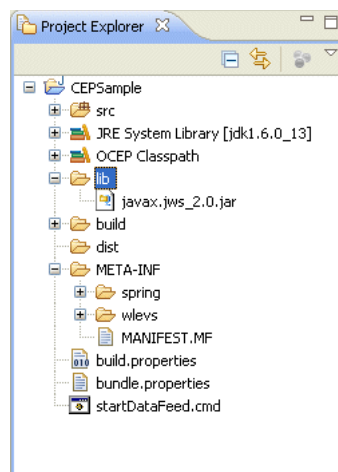 Project Explorer
CEPSample
src
JRE System Library [jdk1.6.0_13]
OCEP Classpath
lib
javax.jws_2.0.jar
build
dist
META-INF
spring
wlevs
MANIFEST.MF
build.properties
bundle.properties
startDataFeed.cmd